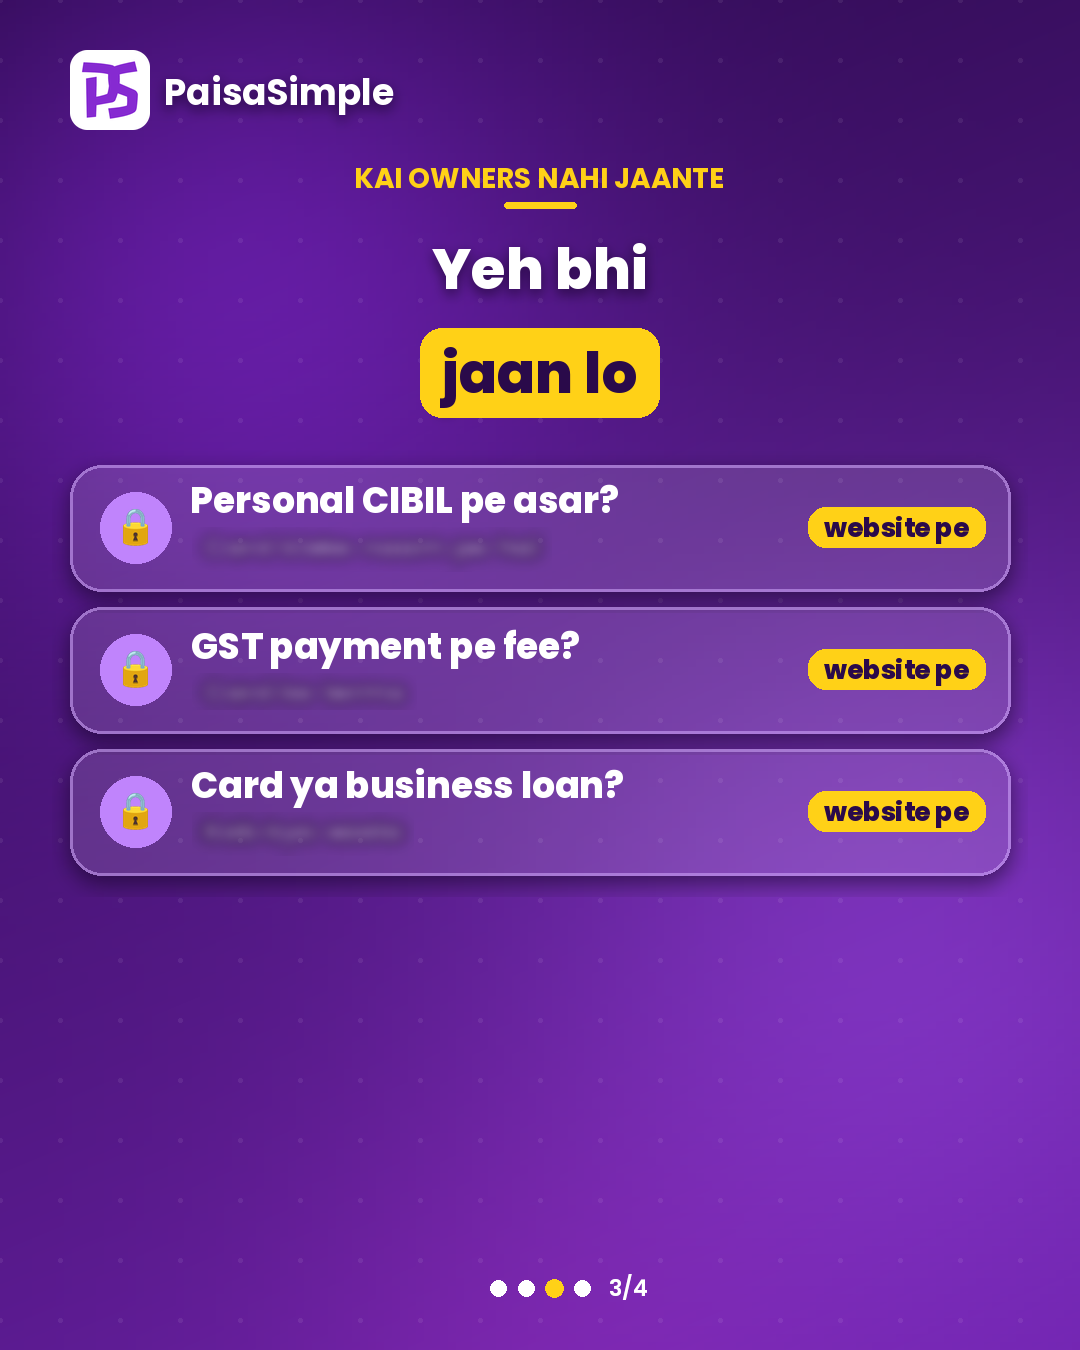 PaisaSimple
KAI OWNERS NAHI JAANTE
Yeh bhi
jaan lo
Personal CIBIL pe asar?
website pe
GST payment pe fee?
website pe
Card ya business loan?
website pe
3/4